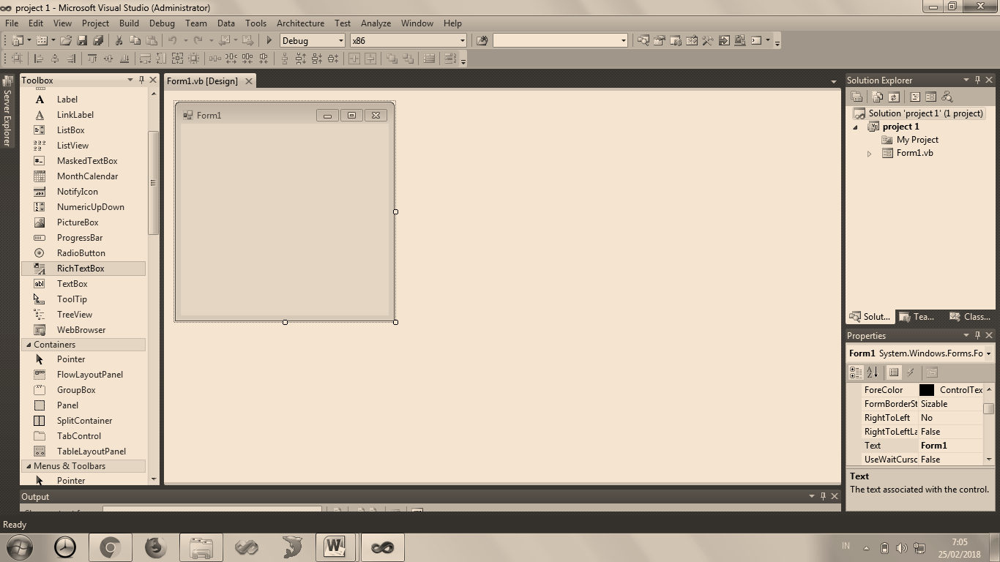 project 1 - Microsoft Visual Studio (Administrator)
File Edit View Project Build Debug Team Data Tools Architecture Test Analyze Window Help
Debug x86
Server Explorer
Toolbox
Label
LinkLabel
ListBox
ListView
MaskedTextBox
MonthCalendar
NotifyIcon
NumericUpDown
PictureBox
ProgressBar
RadioButton
RichTextBox
TextBox
ToolTip
TreeView
WebBrowser
Containers
Pointer
FlowLayoutPanel
GroupBox
Panel
SplitContainer
TabControl
TableLayoutPanel
Menus & Toolbars
Pointer
Form1.vb [Design]
Form1
Solution Explorer
Solution 'project 1' (1 project)
project 1
My Project
Form1.vb
Solut... Tea... Class...
Properties
Form1 System.Windows.Forms.Fo
ForeColor ControlTex
FormBorderSt Sizable
RightToLeft No
RightToLeftLa False
Text Form1
UseWaitCursc False
Text
The text associated with the control.
Output
Ready
IN
7:05
25/02/2018